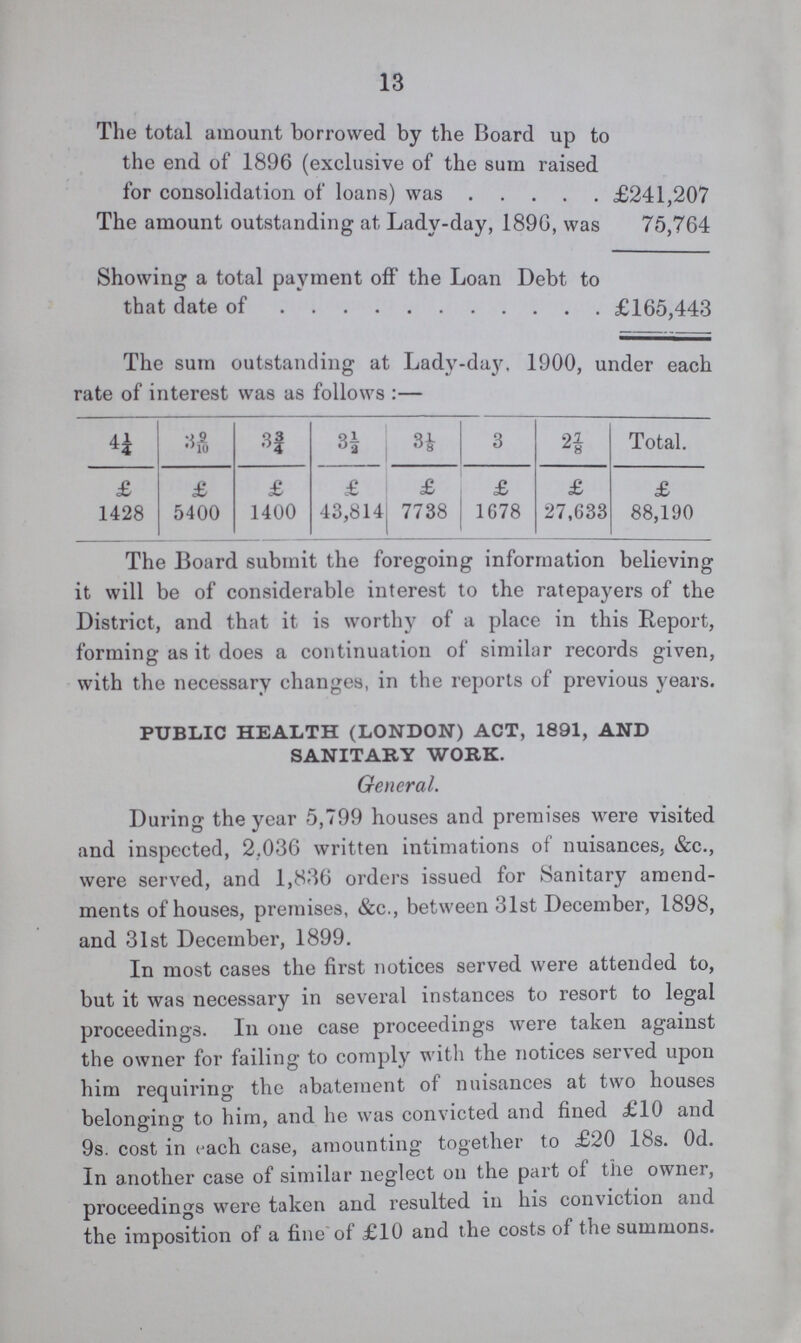 13
The total amount borrowed by the Board up to
the end of 1896 (exclusive of the sum raised
for consolidation of loans) was . . . . . £241,207
The amount outstanding at Lady-day, 1896, was 75,764
Showing a total payment off the Loan Debt to
that date of . . . . . . . . . . . £165,443
The sum outstanding at Lady-day. 1900, under each
rate of interest was as follows :—
4¼ 3 9/10 3¾ 3½ 3⅛ 3 2⅞ Total.
£ £ £ £ £ £ £ £
1428 5400 1400 43,814 7738 1678 27,633 88,190
The Board submit the foregoing information believing
it will be of considerable interest to the ratepayers of the
District, and that it is worthy of a place in this Report,
forming as it does a continuation of similar records given,
with the necessary changes, in the reports of previous years.
PUBLIC HEALTH (LONDON) ACT, 1891, AND
SANITARY WORK.
General.
During the year 5,799 houses and premises were visited
and inspected, 2,036 written intimations of nuisances, &c.,
were served, and 1,836 orders issued for Sanitary amend-
ments of houses, premises, &c., between 31st December, 1898,
and 31st December, 1899.
In most cases the first notices served were attended to,
but it was necessary in several instances to resort to legal
proceedings. In one case proceedings were taken against
the owner for failing to comply with the notices served upon
him requiring the abatement of nuisances at two houses
belonging to him, and he was convicted and fined £10 and
9s. cost in each case, amounting together to £20 18s. 0d.
In another case of similar neglect on the part of the owner,
proceedings were taken and resulted in his conviction and
the imposition of a fine of £10 and the costs of the summons.